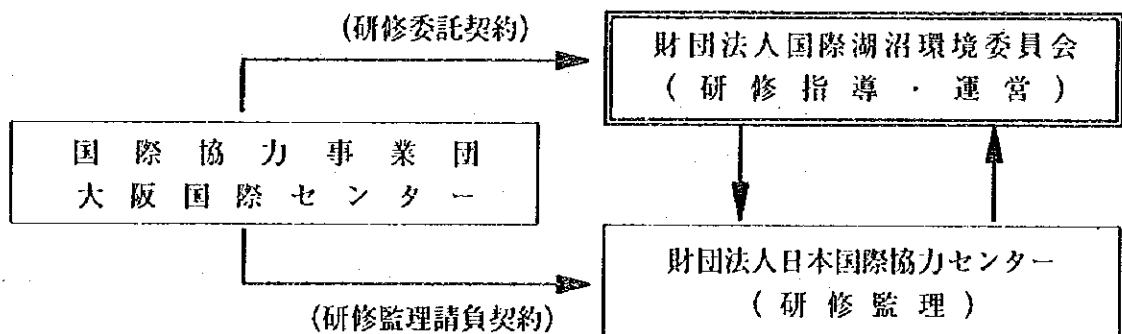 (研修委託契約)
財団法人国際湖沼環境委員会
(研修指導・運営)
国際協力事業団
大阪国際センター
財団法人日本国際協力センター
(研修監理)
(研修監理請負契約)